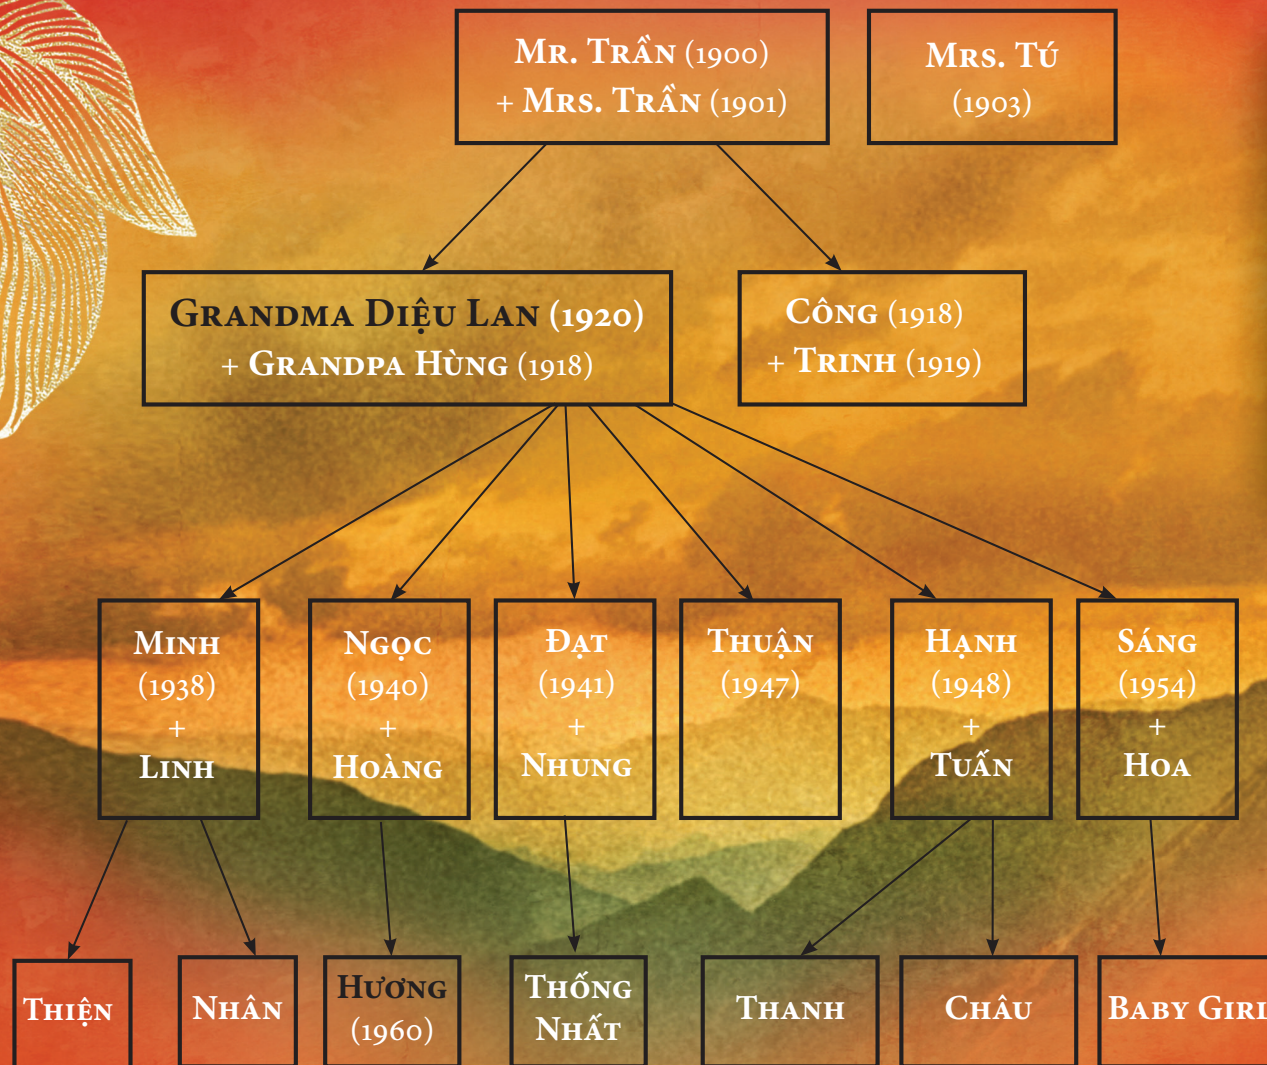 Mr. Trần (1900)
+ Mrs. Trần (1901)
Mrs. Tú
(1903)
Grandma Diệu Lan (1920)
+ Grandpa Hùng (1918)
Công (1918)
+ Trinh (1919)
Minh
(1938)
+
Linh
Ngọc
(1940)
+
Hoàng
Đạt
(1941)
+
Nhung
Thuận
(1947)
Hạnh
(1948)
+
Tuấn
Sáng
(1954)
+
Hoa
Thiện
Nhân
Hương
(1960)
Thống
Nhất
Thanh
Châu
Baby Girl